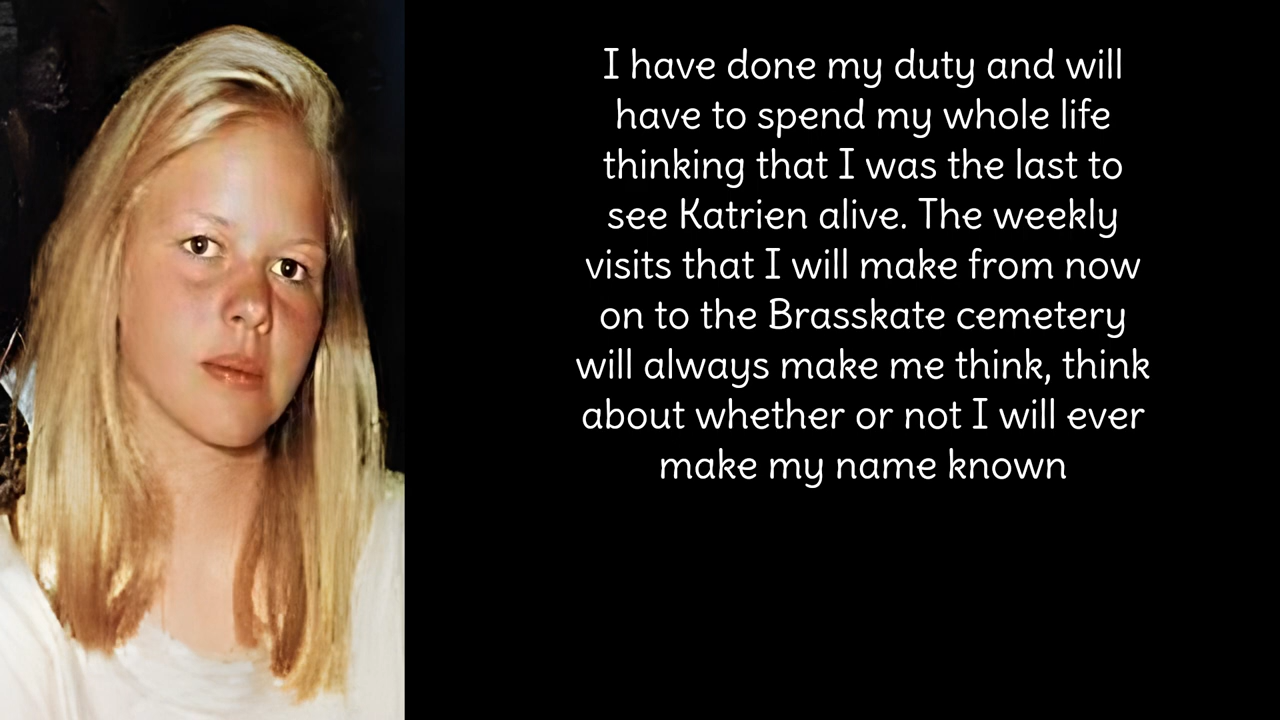 I have done my duty and will
have to spend my whole life
thinking that I was the last to
see Katrien alive. The weekly
visits that I will make from now
on to the Brasskate cemetery
will always make me think, think
about whether or not I will ever
make my name known